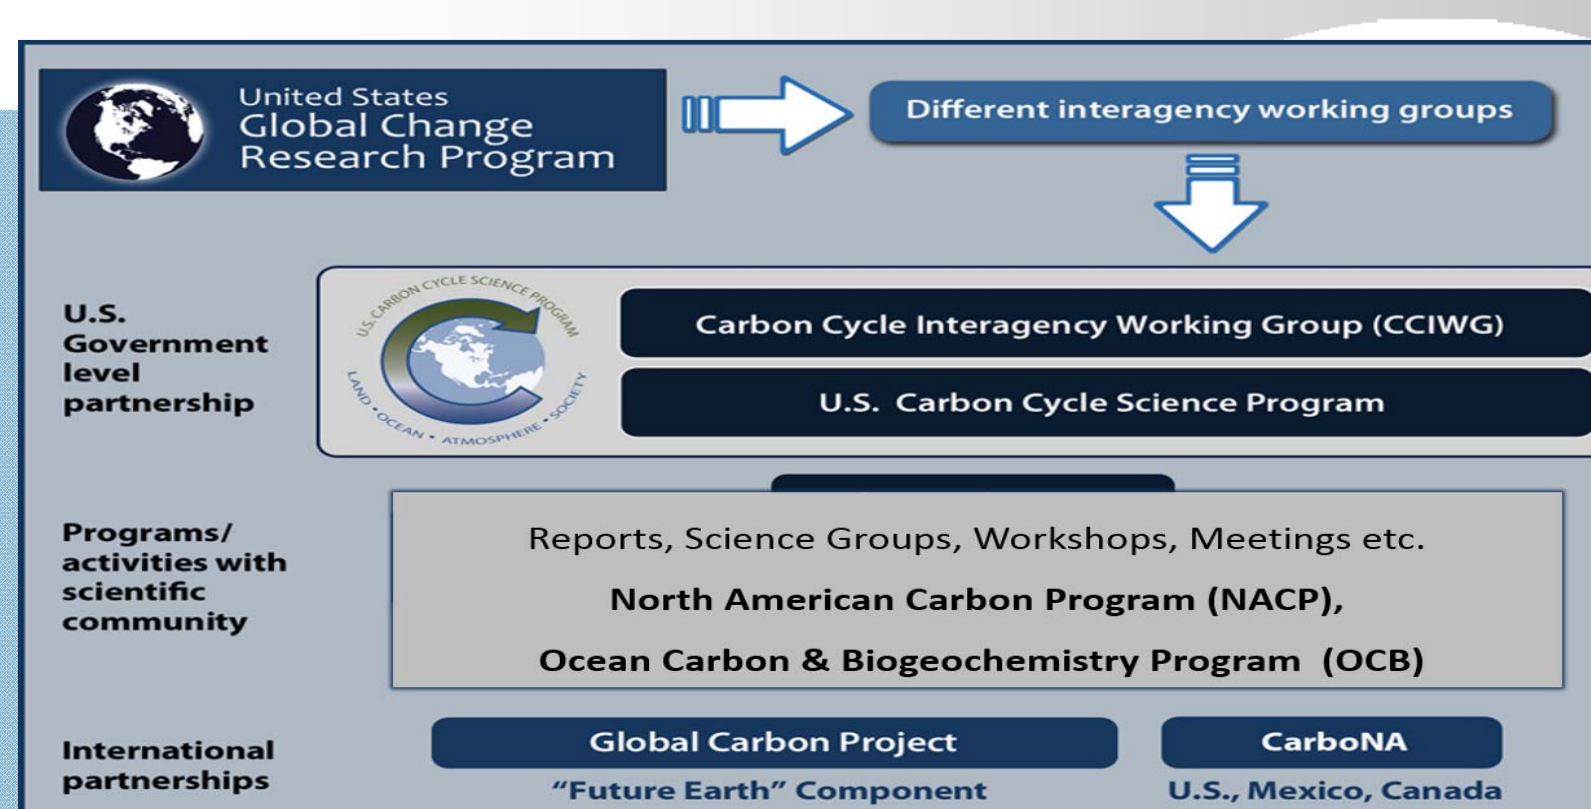 United States
Global Change
Research Program
Different interagency working groups
U.S.
Government
level
partnership
U.S. CARBON CYCLE SCIENCE PROGRAM
LAND • OCEAN • ATMOSPHERE • SOCIETY
Carbon Cycle Interagency Working Group (CCIWG)
U.S. Carbon Cycle Science Program
Programs/
activities with
scientific
community
Reports, Science Groups, Workshops, Meetings etc.
North American Carbon Program (NACP),
Ocean Carbon & Biogeochemistry Program (OCB)
International
partnerships
Global Carbon Project
"Future Earth" Component
CarboNA
U.S., Mexico, Canada